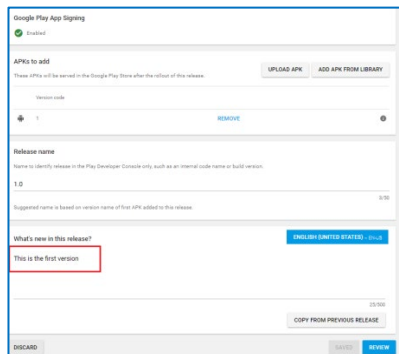 Google Play App Signing
Enabled
APKs to add
These APKs will be served in the Google Play Store after the rollout of this release.
UPLOAD APK ADD APK FROM LIBRARY
Version code
1 REMOVE
Release name
Name to identify release in the Play Developer Console only, such as an internal code name or build version.
1.0
3/50
Suggested name is based on version name of first APK added to this release.
What's new in this release?
ENGLISH (UNITED STATES) – en-US
This is the first version
25/500
COPY FROM PREVIOUS RELEASE
DISCARD SAVED REVIEW